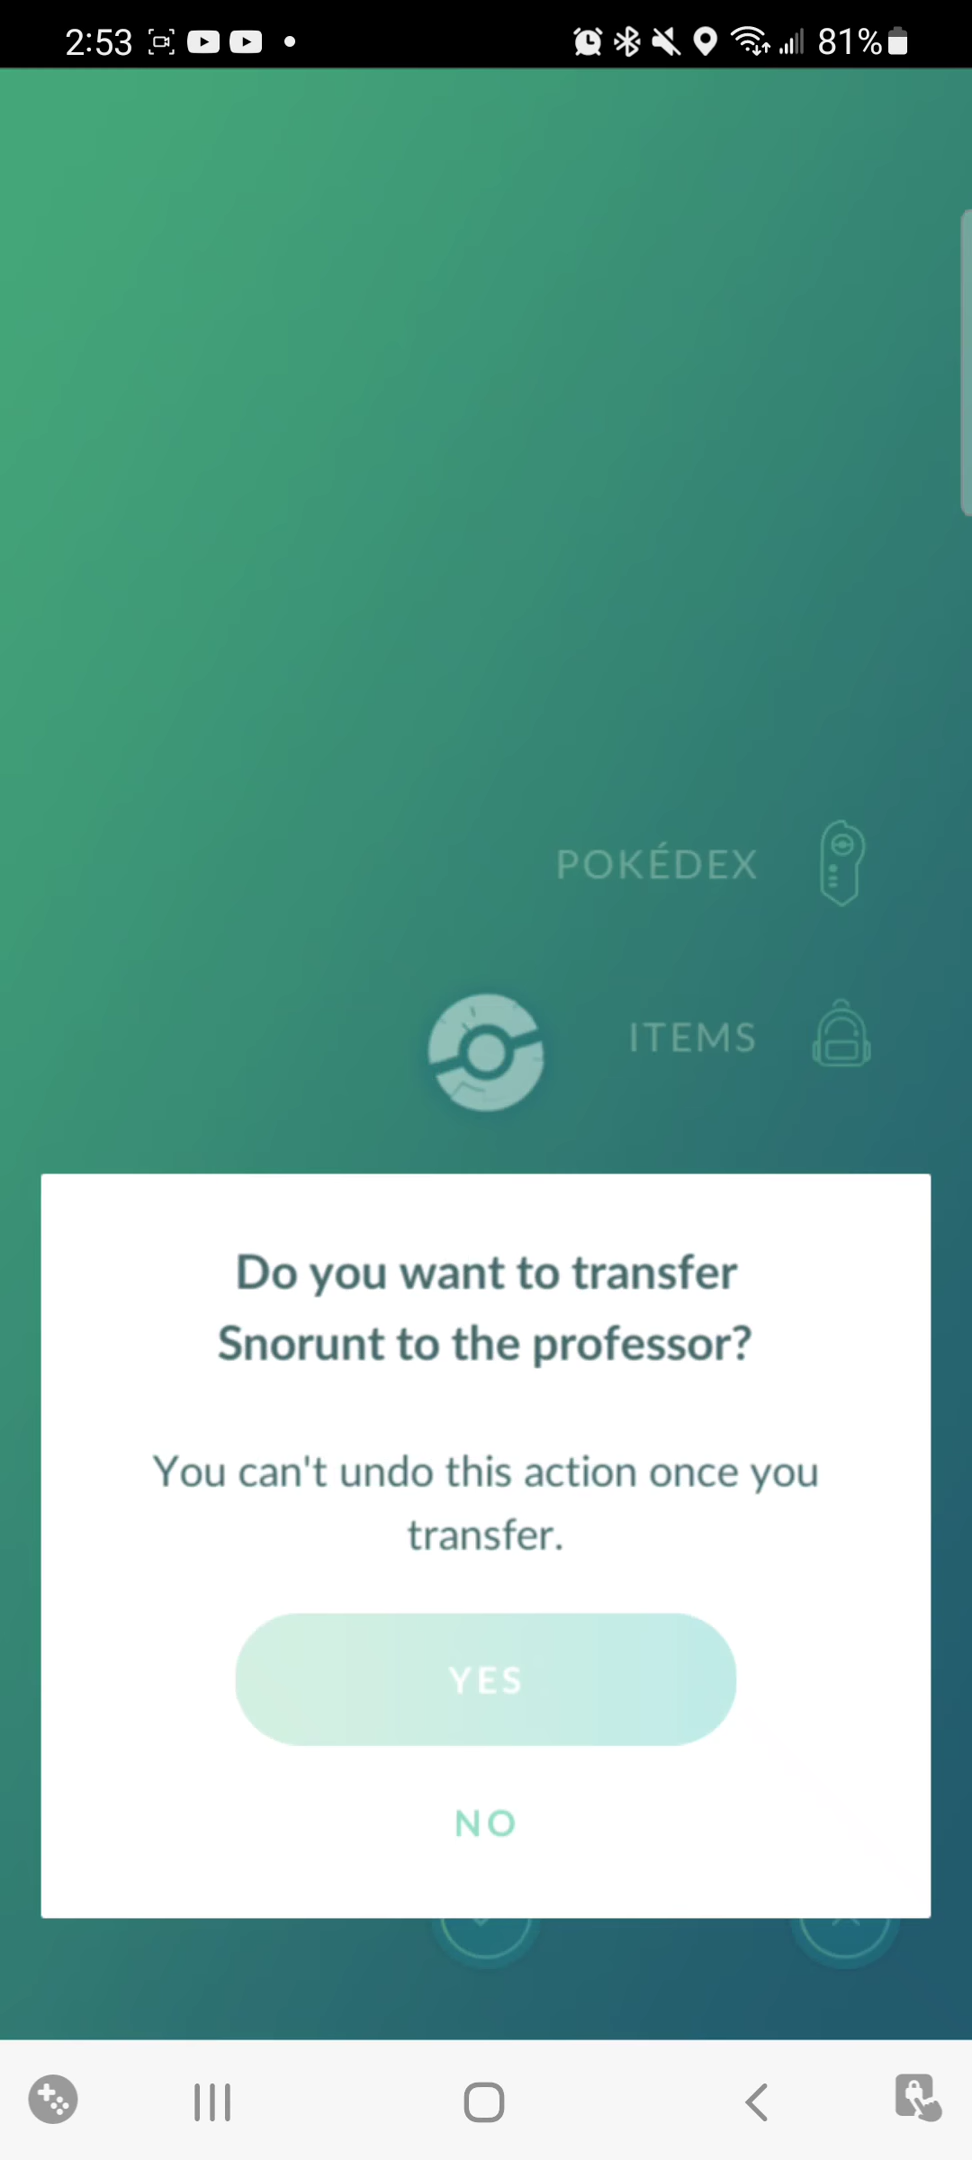 2:53
81%
POKÉDEX
ITEMS
Do you want to transfer
Snorunt to the professor?
You can't undo this action once you
transfer.
YES
NO